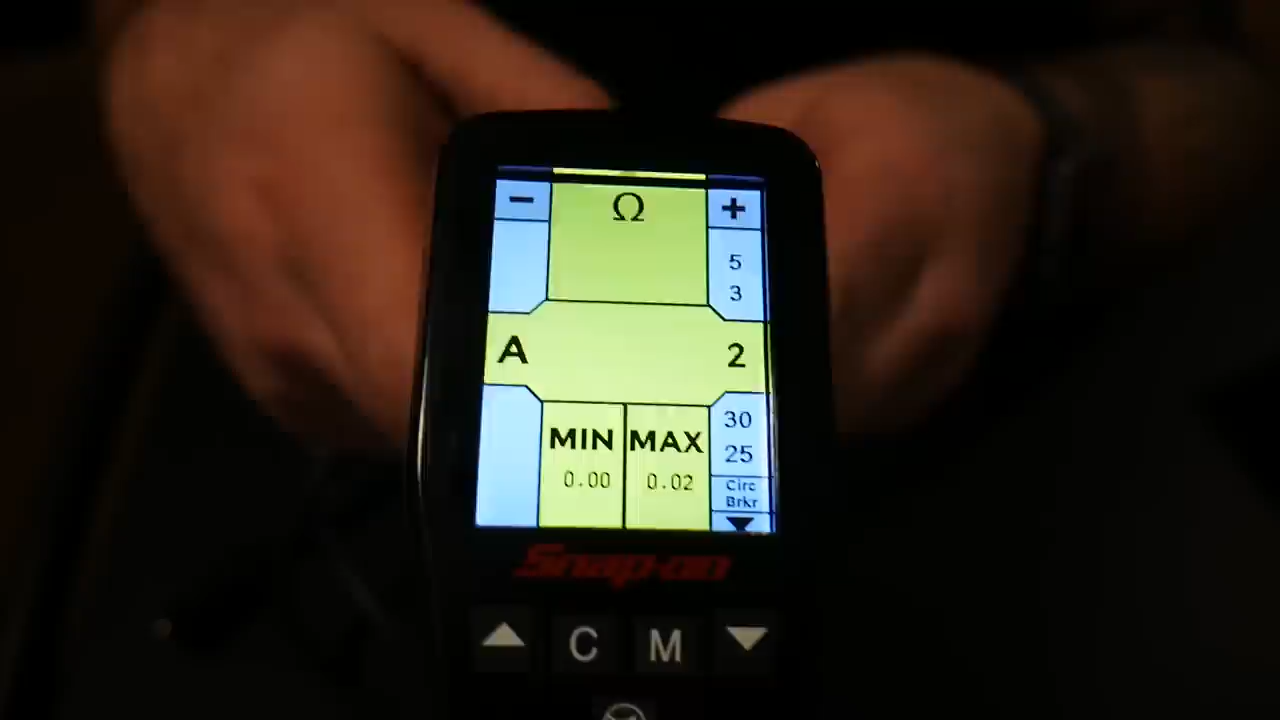 − Ω +
5
3
A 2
30
MIN MAX
25
0.00 0.02
Circ
Brkr
Snap-on
C M